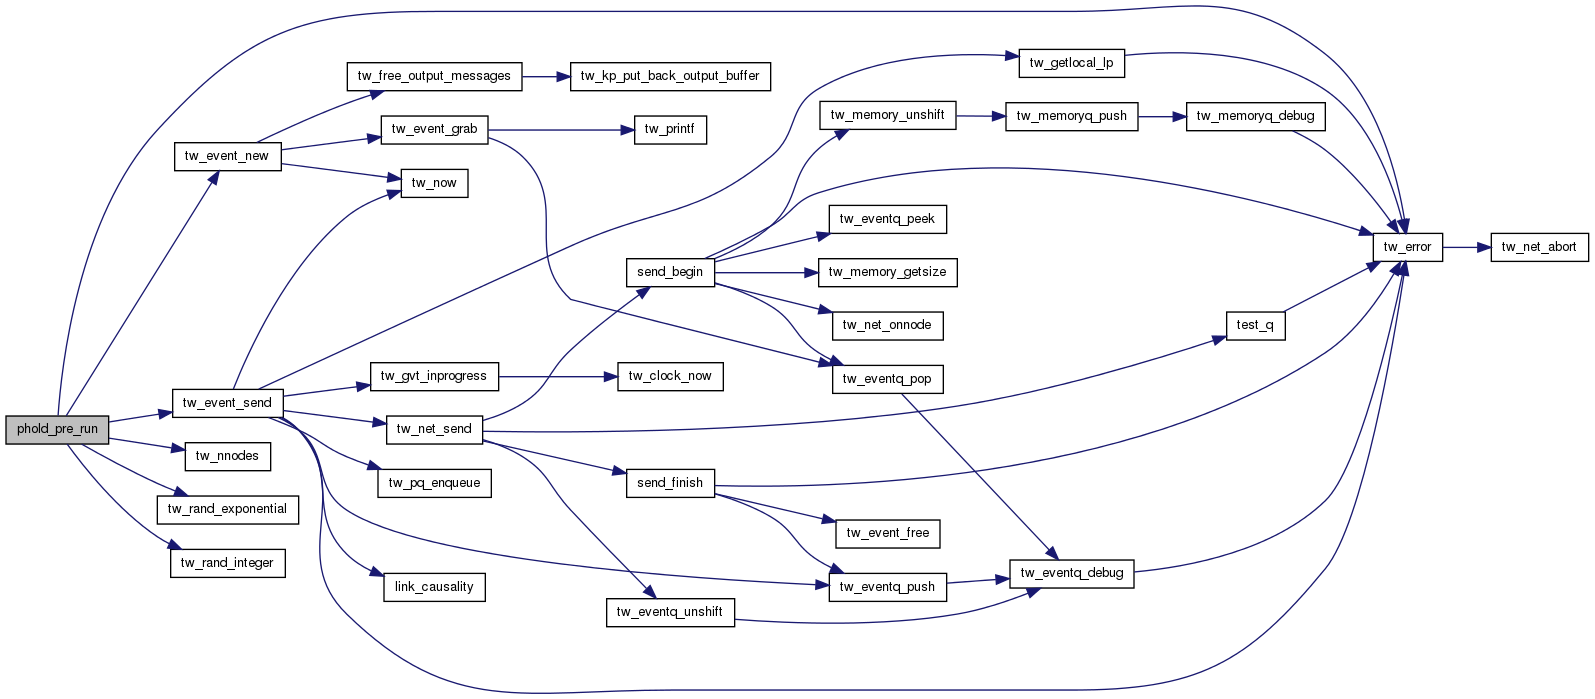 phold_pre_run
tw_event_new
tw_event_send
tw_nnodes
tw_rand_exponential
tw_rand_integer
tw_free_output_messages
tw_event_grab
tw_now
tw_gvt_inprogress
tw_net_send
tw_pq_enqueue
link_causality
tw_kp_put_back_output_buffer
tw_printf
send_begin
tw_clock_now
send_finish
tw_eventq_unshift
tw_memory_unshift
tw_eventq_peek
tw_memory_getsize
tw_net_onnode
tw_eventq_pop
tw_event_free
tw_eventq_push
tw_getlocal_lp
tw_memoryq_push
tw_eventq_debug
tw_memoryq_debug
test_q
tw_error
tw_net_abort